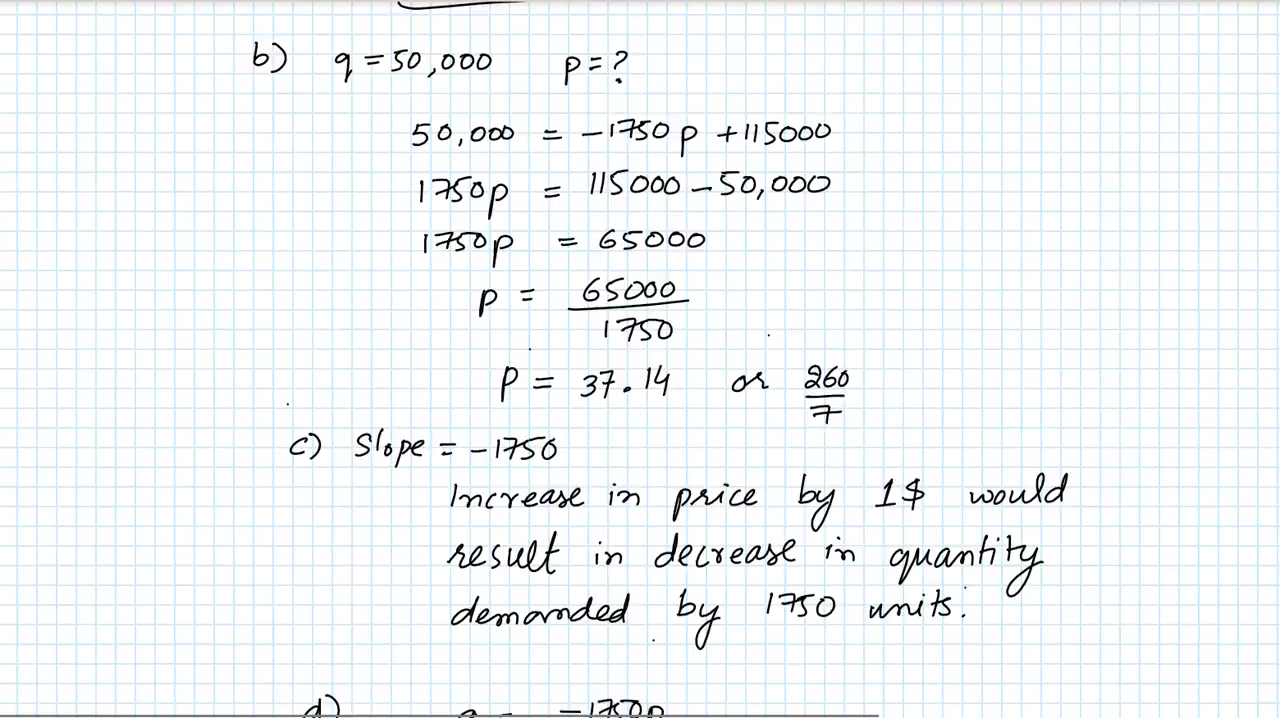 b) q = 50,000 p = ?
50,000 = -1750p + 115000
1750p = 115000 - 50,000
1750p = 65000
p = 65000/1750
P = 37.14 or 260/7
c) Slope = -1750
Increase in price by 1$ would
result in decrease in quantity
demanded by 1750 units.
d) q = -1750p